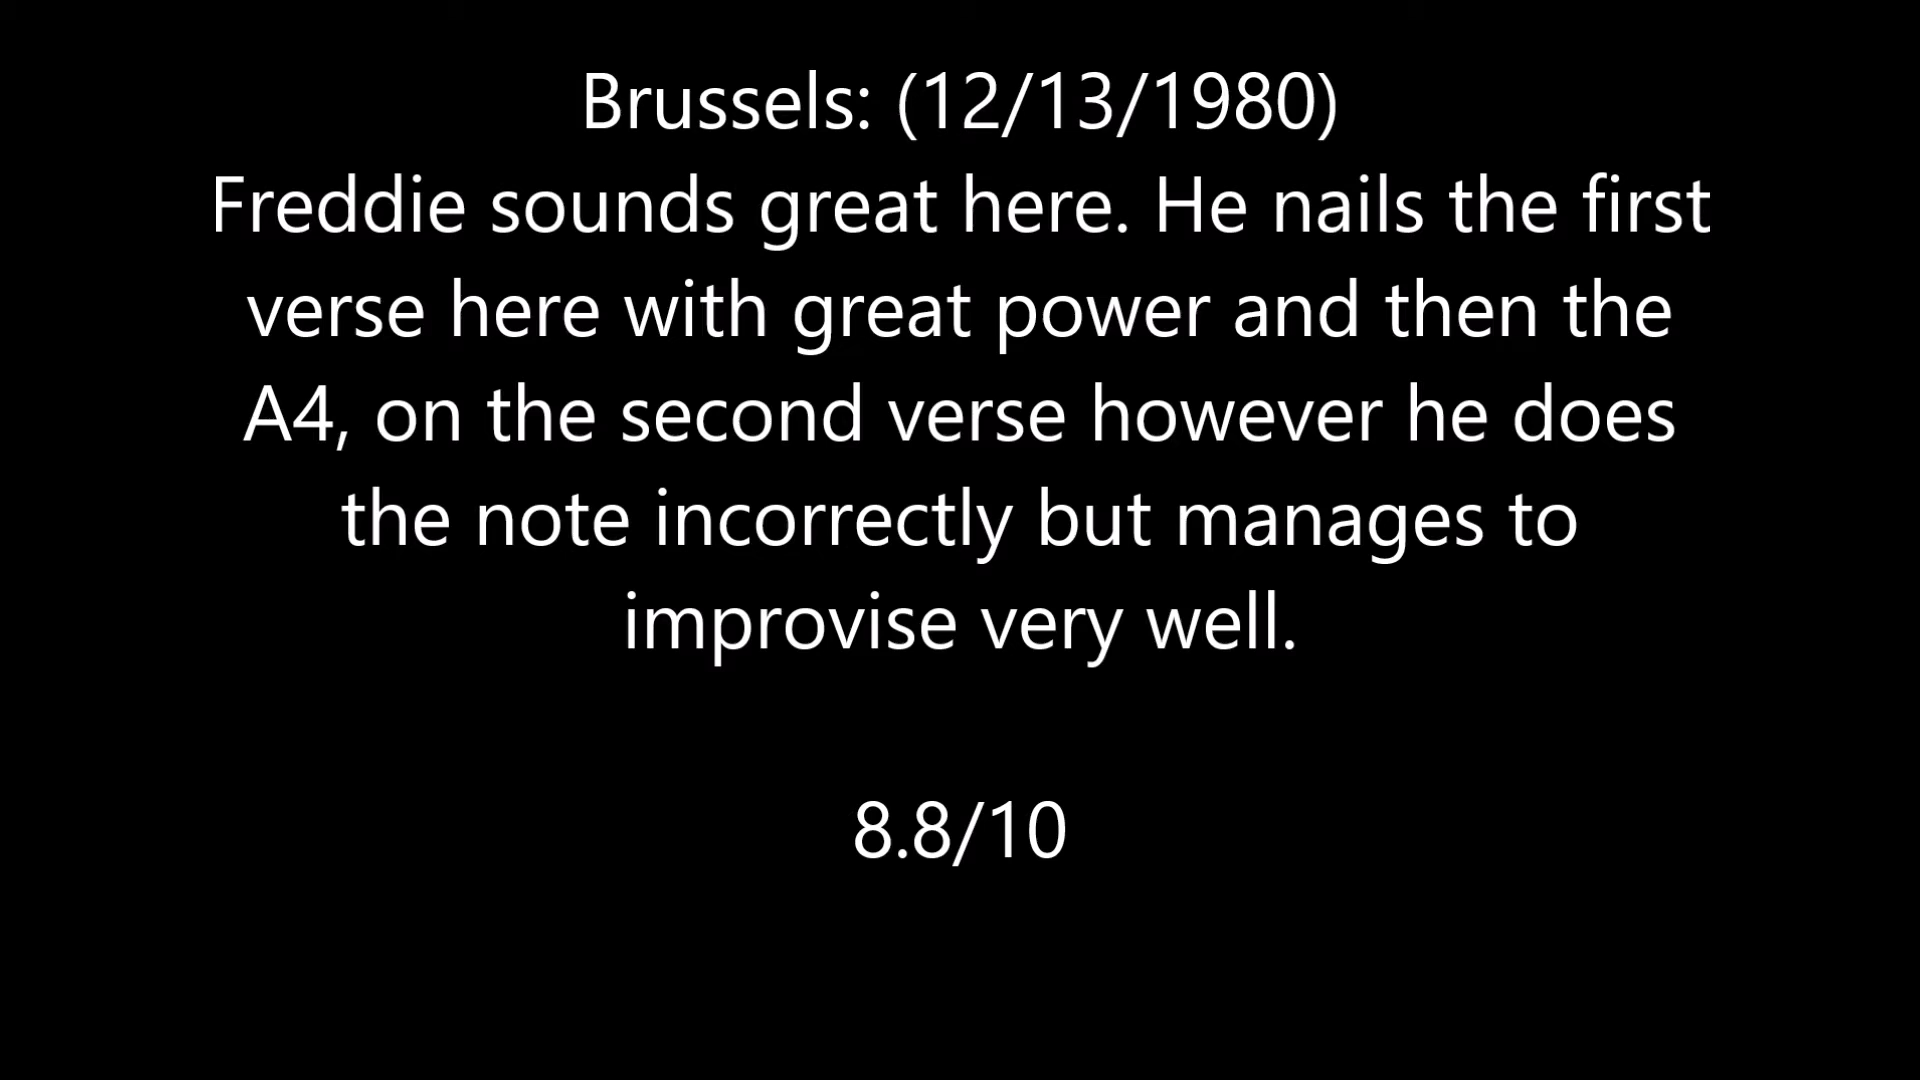 Brussels: (12/13/1980)
Freddie sounds great here. He nails the first
verse here with great power and then the
A4, on the second verse however he does
the note incorrectly but manages to
improvise very well.
8.8/10